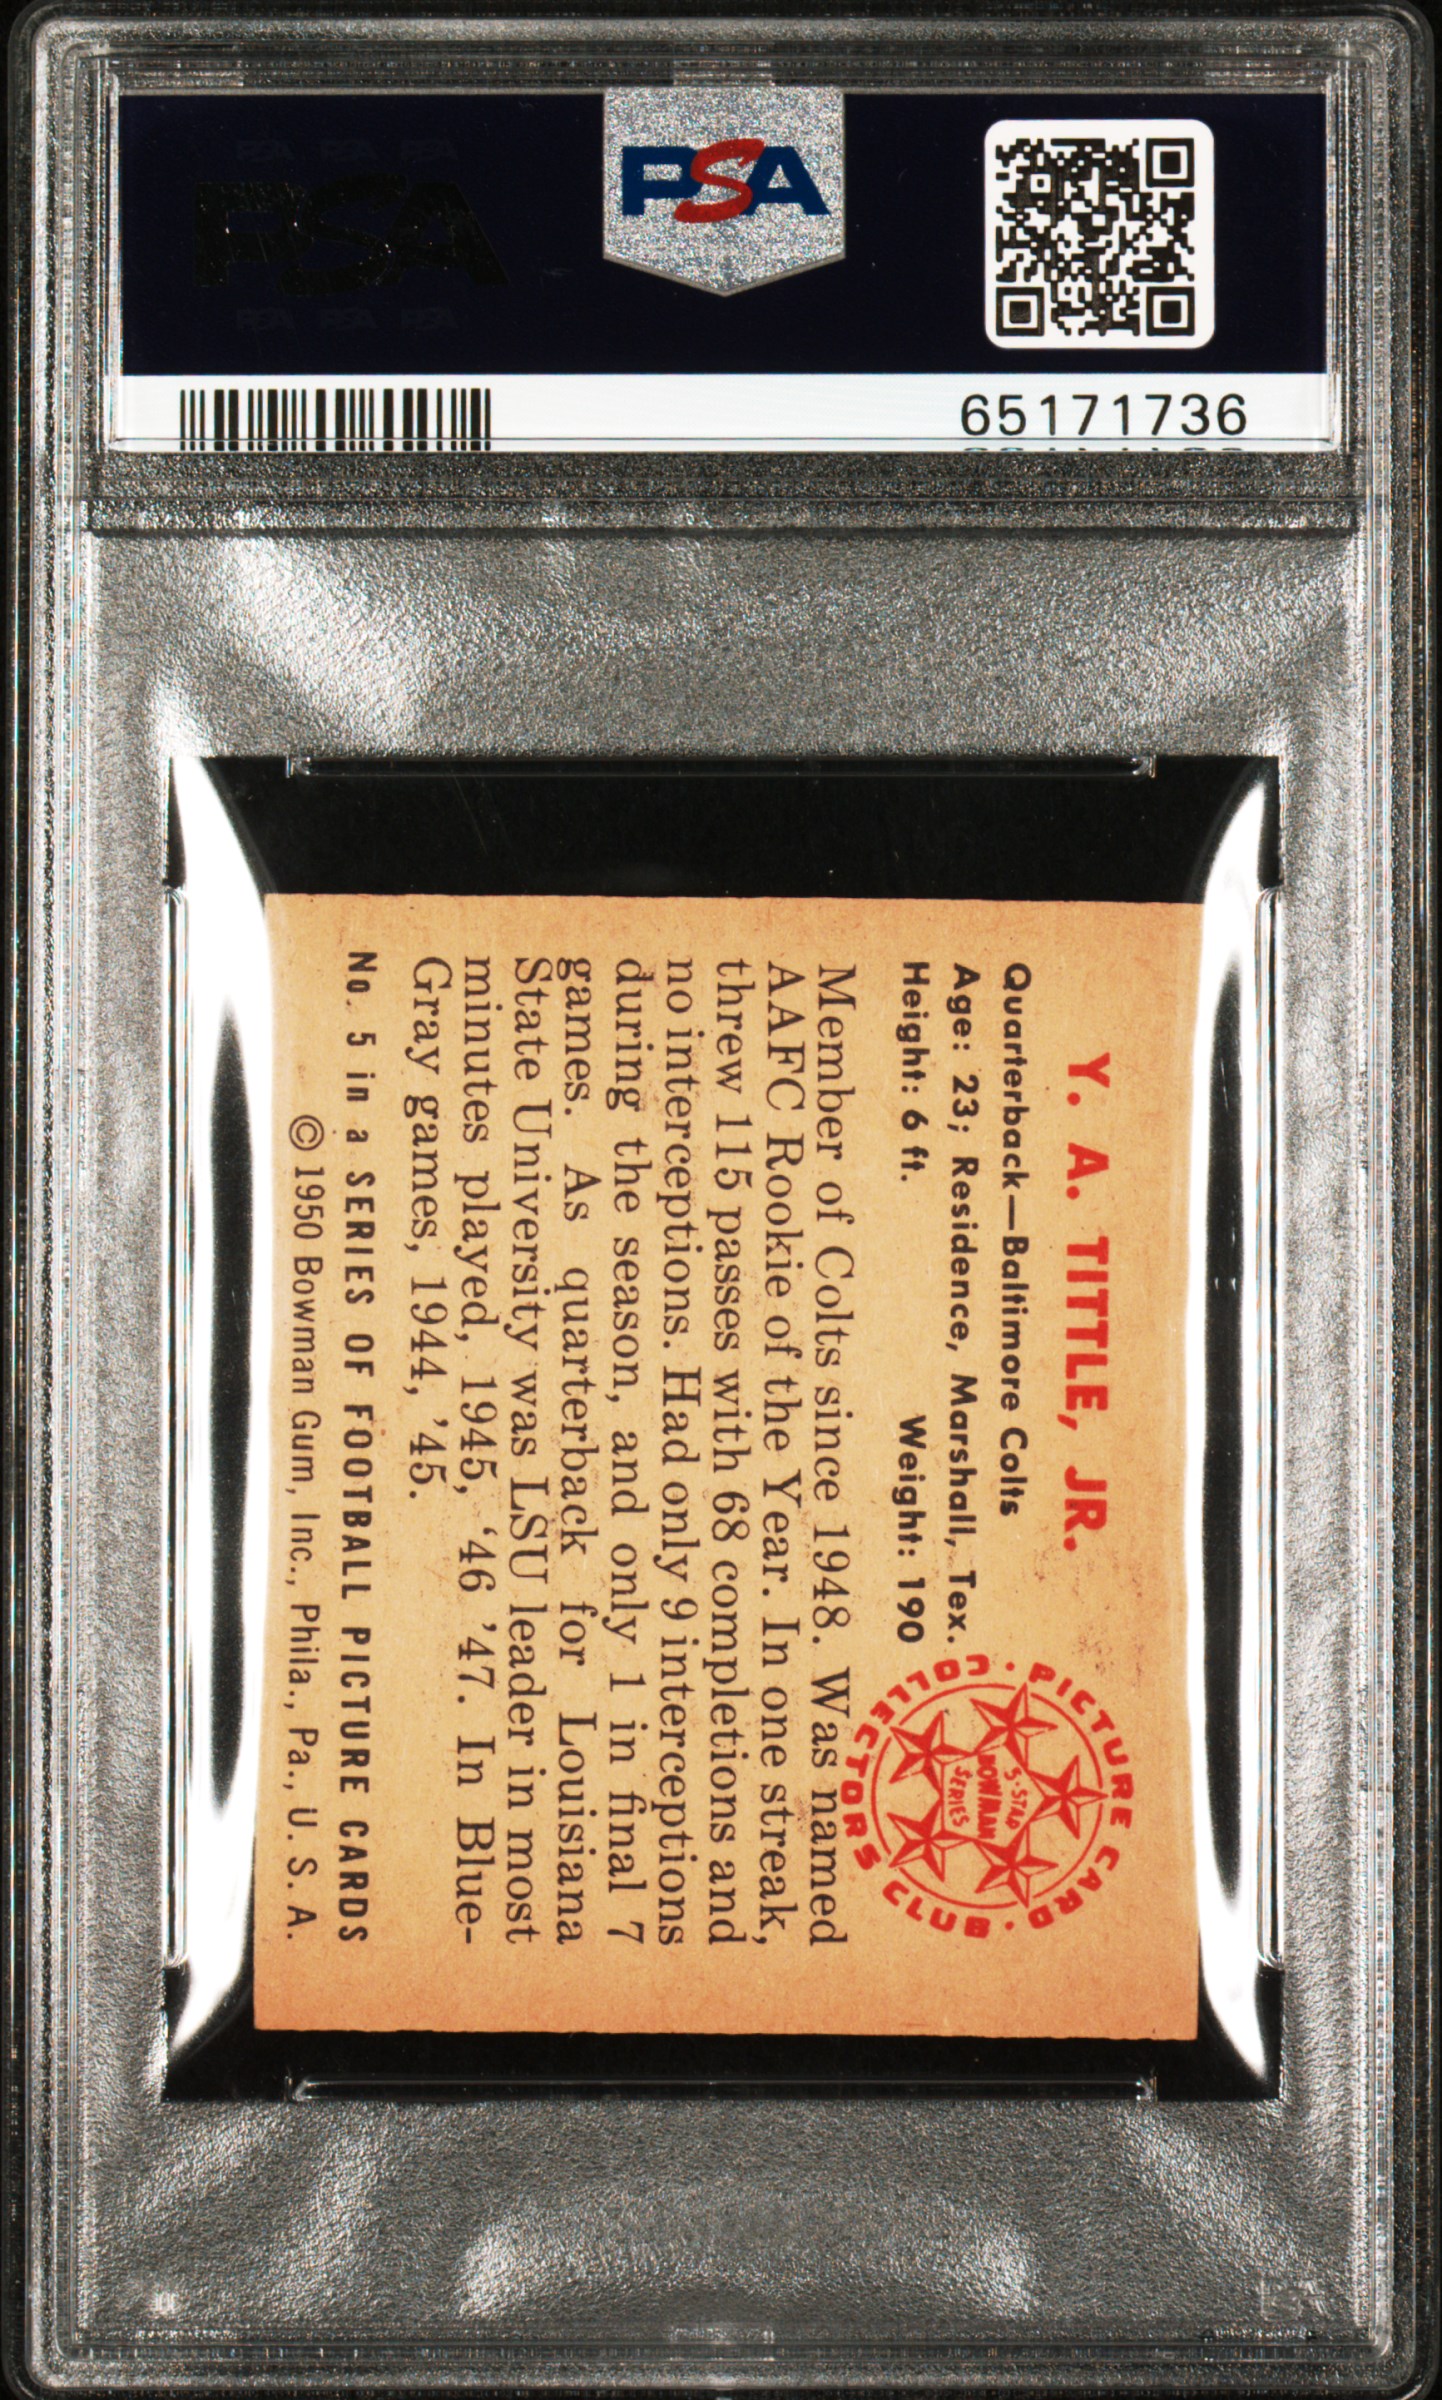 PSA
65171736
Y. A. TITTLE, JR.
Quarterback—Baltimore Colts
Age: 23; Residence, Marshall, Tex.
Height: 6 ft. Weight: 190
PICTURE CARD · COLLECTORS CLUB ·
5-STAR
BOWMAN
SERIES
Member of Colts since 1948. Was named
AAFC Rookie of the Year. In one streak,
threw 115 passes with 68 completions and
no interceptions. Had only 9 interceptions
during the season, and only 1 in final 7
games. As quarterback for Louisiana
State University was LSU leader in most
minutes played, 1945, ‘46 ’47. In Blue-
Gray games, 1944, ’45.
No. 5 in a SERIES OF FOOTBALL PICTURE CARDS
©1950 Bowman Gum, Inc., Phila., Pa., U. S. A.